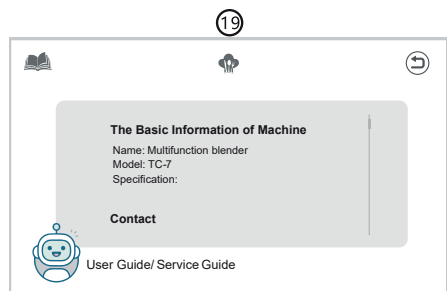 19
The Basic Information of Machine
Name: Multifunction blender
Model: TC-7
Specification:
Contact
User Guide/ Service Guide